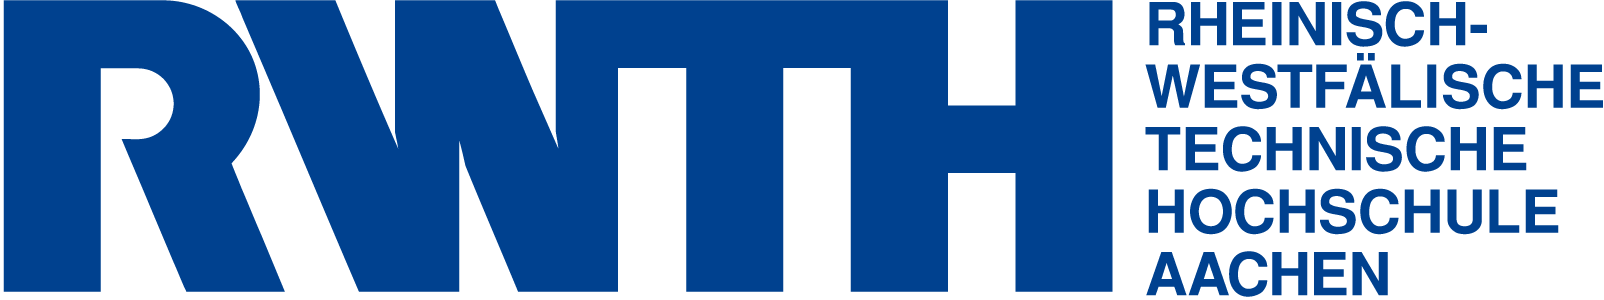 RWTH
RHEINISCH-
WESTFÄLISCHE
TECHNISCHE
HOCHSCHULE
AACHEN